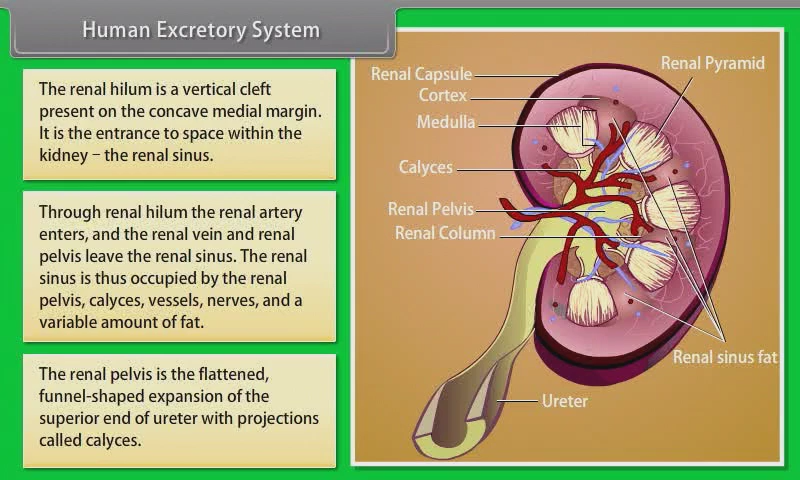 Human Excretory System
The renal hilum is a vertical cleft
present on the concave medial margin.
It is the entrance to space within the
kidney – the renal sinus.
Through renal hilum the renal artery
enters, and the renal vein and renal
pelvis leave the renal sinus. The renal
sinus is thus occupied by the renal
pelvis, calyces, vessels, nerves, and a
variable amount of fat.
The renal pelvis is the flattened,
funnel-shaped expansion of the
superior end of ureter with projections
called calyces.
Renal Capsule
Cortex
Medulla
Calyces
Renal Pelvis
Renal Column
Renal Pyramid
Renal sinus fat
Ureter